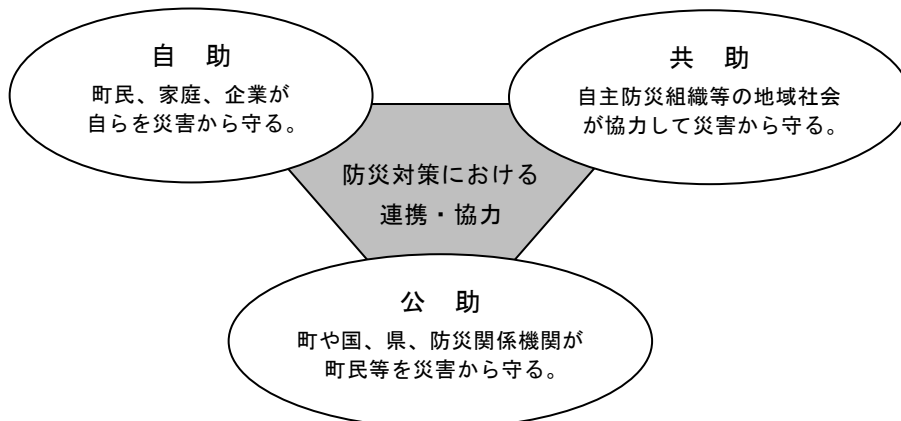 自　助
町民、家庭、企業が
自らを災害から守る。
共　助
自主防災組織等の地域社会
が協力して災害から守る。
防災対策における
連携・協力
公　助
町や国、県、防災関係機関が
町民等を災害から守る。